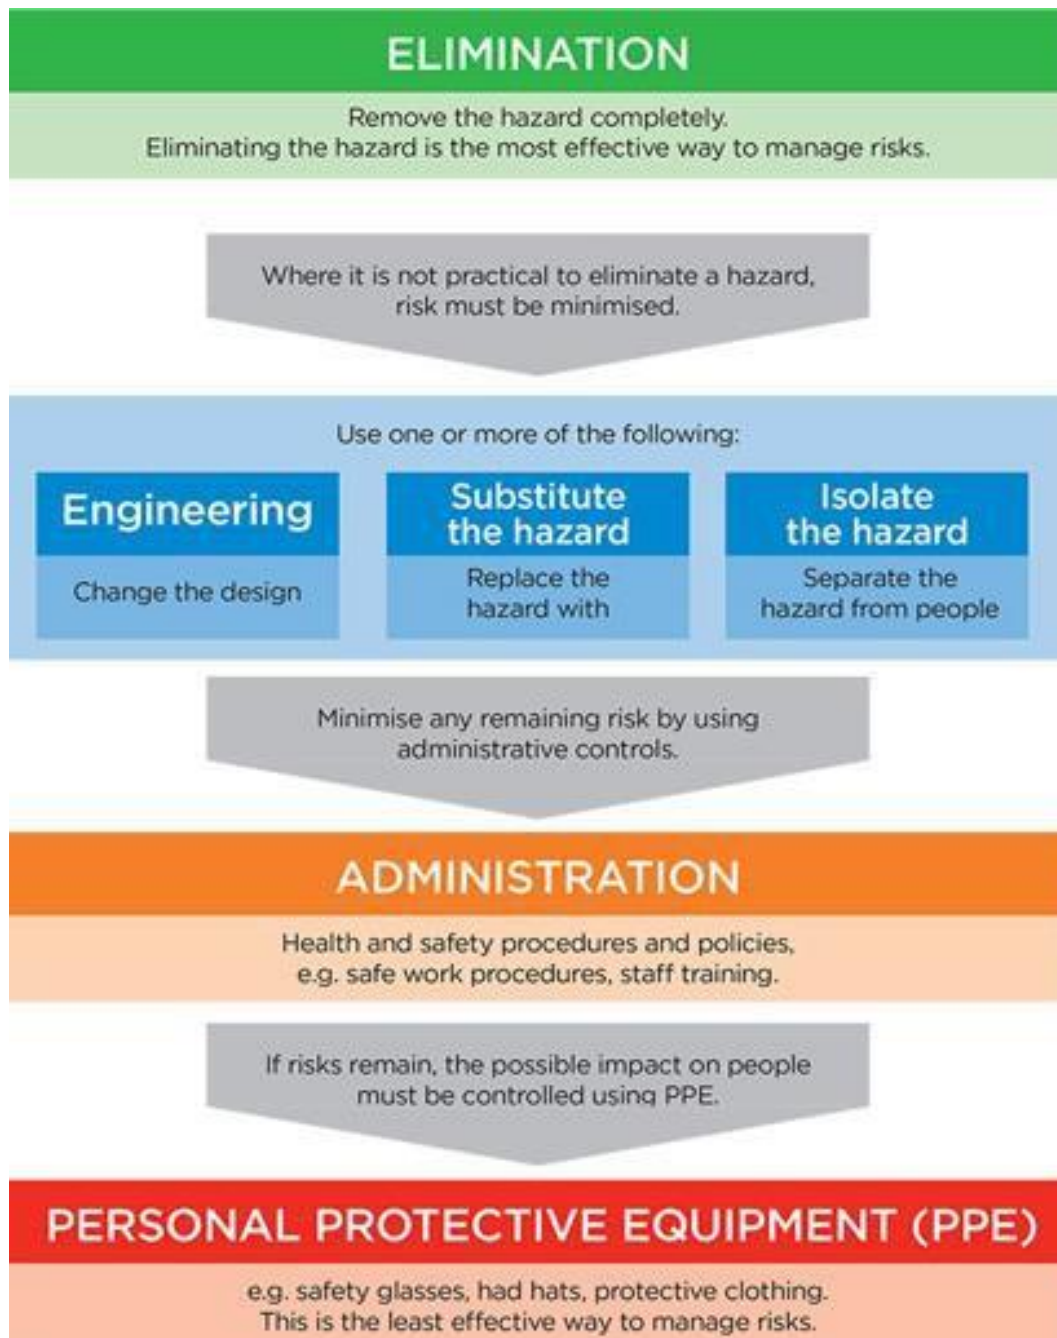 ELIMINATION
Remove the hazard completely.
Eliminating the hazard is the most effective way to manage risks.
Where it is not practical to eliminate a hazard,
risk must be minimised.
Use one or more of the following:
Engineering
Change the design
Substitute
the hazard
Replace the
hazard with
Isolate
the hazard
Separate the
hazard from people
Minimise any remaining risk by using
administrative controls.
ADMINISTRATION
Health and safety procedures and policies,
e.g. safe work procedures, staff training.
If risks remain, the possible impact on people
must be controlled using PPE.
PERSONAL PROTECTIVE EQUIPMENT (PPE)
e.g. safety glasses, had hats, protective clothing.
This is the least effective way to manage risks.